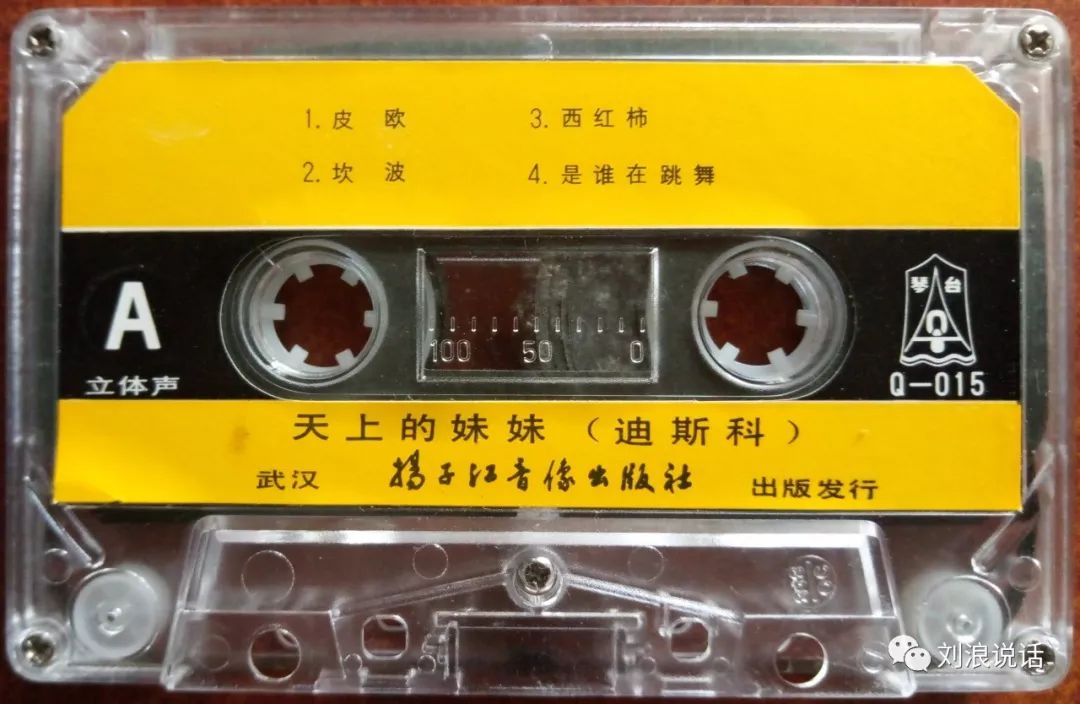 1.皮 欧
2.坎 波
3.西红柿
4.是谁在跳舞
A
立体声
100 50 0
琴台
Q
Q-015
天上的妹妹（迪斯科）
武汉 扬子江音像出版社 出版发行
刘浪说话